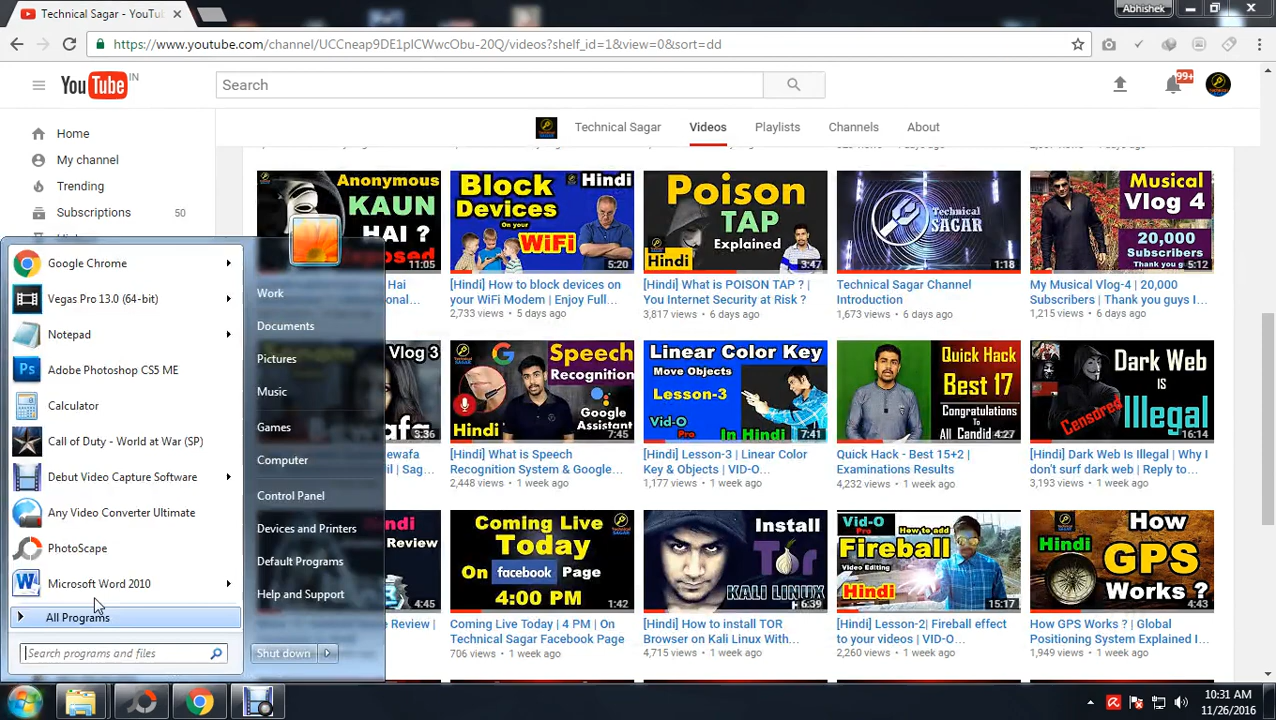 Technical Sagar - YouTu
Abhishek
https://www.youtube.com/channel/UCCneap9DE1pICWwcObu-20Q/videos?shelf_id=1&view=0&sort=dd
YouTube IN
Search
99+
Home
My channel
Trending
Subscriptions 50
Technical Sagar Videos Playlists Channels About
Anonymous
KAUN
HAI ?
11:05
Block
Devices
On your
WiFi
Hindi
5:20
Poison
TAP
Explained
Hindi
3:47
Technical
SAGAR
1:18
Musical
Vlog 4
20,000
Subscribers
5:12
Hai
[Hindi] How to block devices on your WiFi Modem | Enjoy Full...
2,733 views • 5 days ago
[Hindi] What is POISON TAP ? | You Internet Security at Risk ?
3,817 views • 6 days ago
Technical Sagar Channel Introduction
1,673 views • 6 days ago
My Musical Vlog-4 | 20,000 Subscribers | Thank you guys I...
1,215 views • 6 days ago
Vlog 3
3:36
Speech
Recognition
Google
Assistant
Hindi
7:45
Linear Color Key
Move Objects
Lesson-3
Vid-O
Pro
In Hindi
7:41
Quick Hack
Best 17
Congratulations
To All Candid
4:27
Dark Web
IS
Illegal
Censored
16:14
[Hindi] What is Speech Recognition System & Google...
2,448 views • 1 week ago
[Hindi] Lesson-3 | Linear Color Key & Objects | VID-O...
1,177 views • 1 week ago
Quick Hack - Best 15+2 | Examinations Results
4,232 views • 1 week ago
[Hindi] Dark Web Is Illegal | Why I don't surf dark web | Reply to...
3,193 views • 1 week ago
Review
4:45
Coming Live
Today
On facebook Page
4:00 PM
1:42
Install
Tor
KALI LINUX
6:39
Vid-O
Pro
How to add
Fireball
Video Editing
Hindi
15:17
How
Hindi
GPS
Works ?
4:43
Review |
Coming Live Today | 4 PM | On Technical Sagar Facebook Page
706 views • 1 week ago
[Hindi] How to install TOR Browser on Kali Linux With...
4,715 views • 1 week ago
[Hindi] Lesson-2| Fireball effect to your videos | VID-O...
2,260 views • 1 week ago
How GPS Works ? | Global Positioning System Explained I...
1,949 views • 1 week ago
Google Chrome
Vegas Pro 13.0 (64-bit)
Notepad
Adobe Photoshop CS5 ME
Calculator
Call of Duty - World at War (SP)
Debut Video Capture Software
Any Video Converter Ultimate
PhotoScape
Microsoft Word 2010
All Programs
Search programs and files
Work
Documents
Pictures
Music
Games
Computer
Control Panel
Devices and Printers
Default Programs
Help and Support
Shut down
10:31 AM
11/26/2016